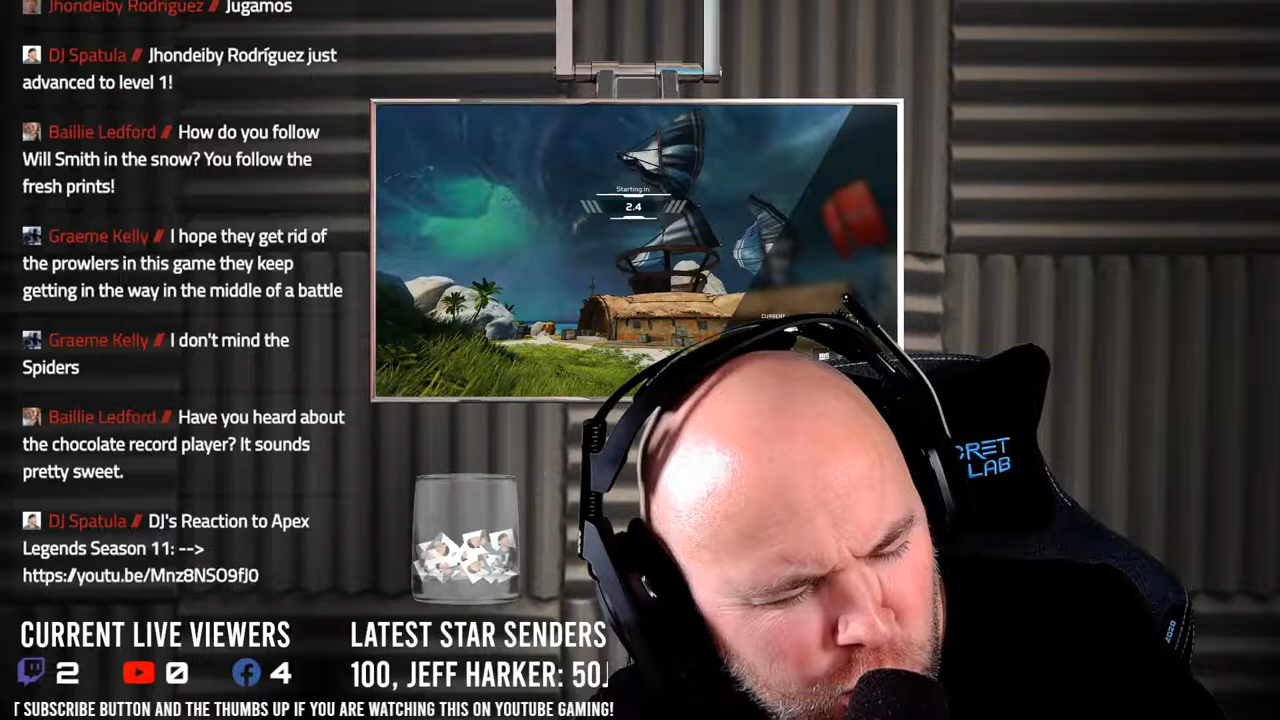 Jhondeiby Rodríguez // Jugamos
DJ Spatula // Jhondeiby Rodríguez just
advanced to level 1!
Baillie Ledford // How do you follow
Will Smith in the snow? You follow the
fresh prints!
Graeme Kelly // I hope they get rid of
the prowlers in this game they keep
getting in the way in the middle of a battle
Graeme Kelly // I don't mind the
Spiders
Baillie Ledford // Have you heard about
the chocolate record player? It sounds
pretty sweet.
DJ Spatula // DJ's Reaction to Apex
Legends Season 11: -->
https://youtu.be/Mnz8NSO9fJ0
Starting in:
2.4
CURRENT
CRET
LAB
2020
CURRENT LIVE VIEWERS
2 0 4
LATEST STAR SENDERS
100, JEFF HARKER: 50,
T SUBSCRIBE BUTTON AND THE THUMBS UP IF YOU ARE WATCHING THIS ON YOUTUBE GAMING!